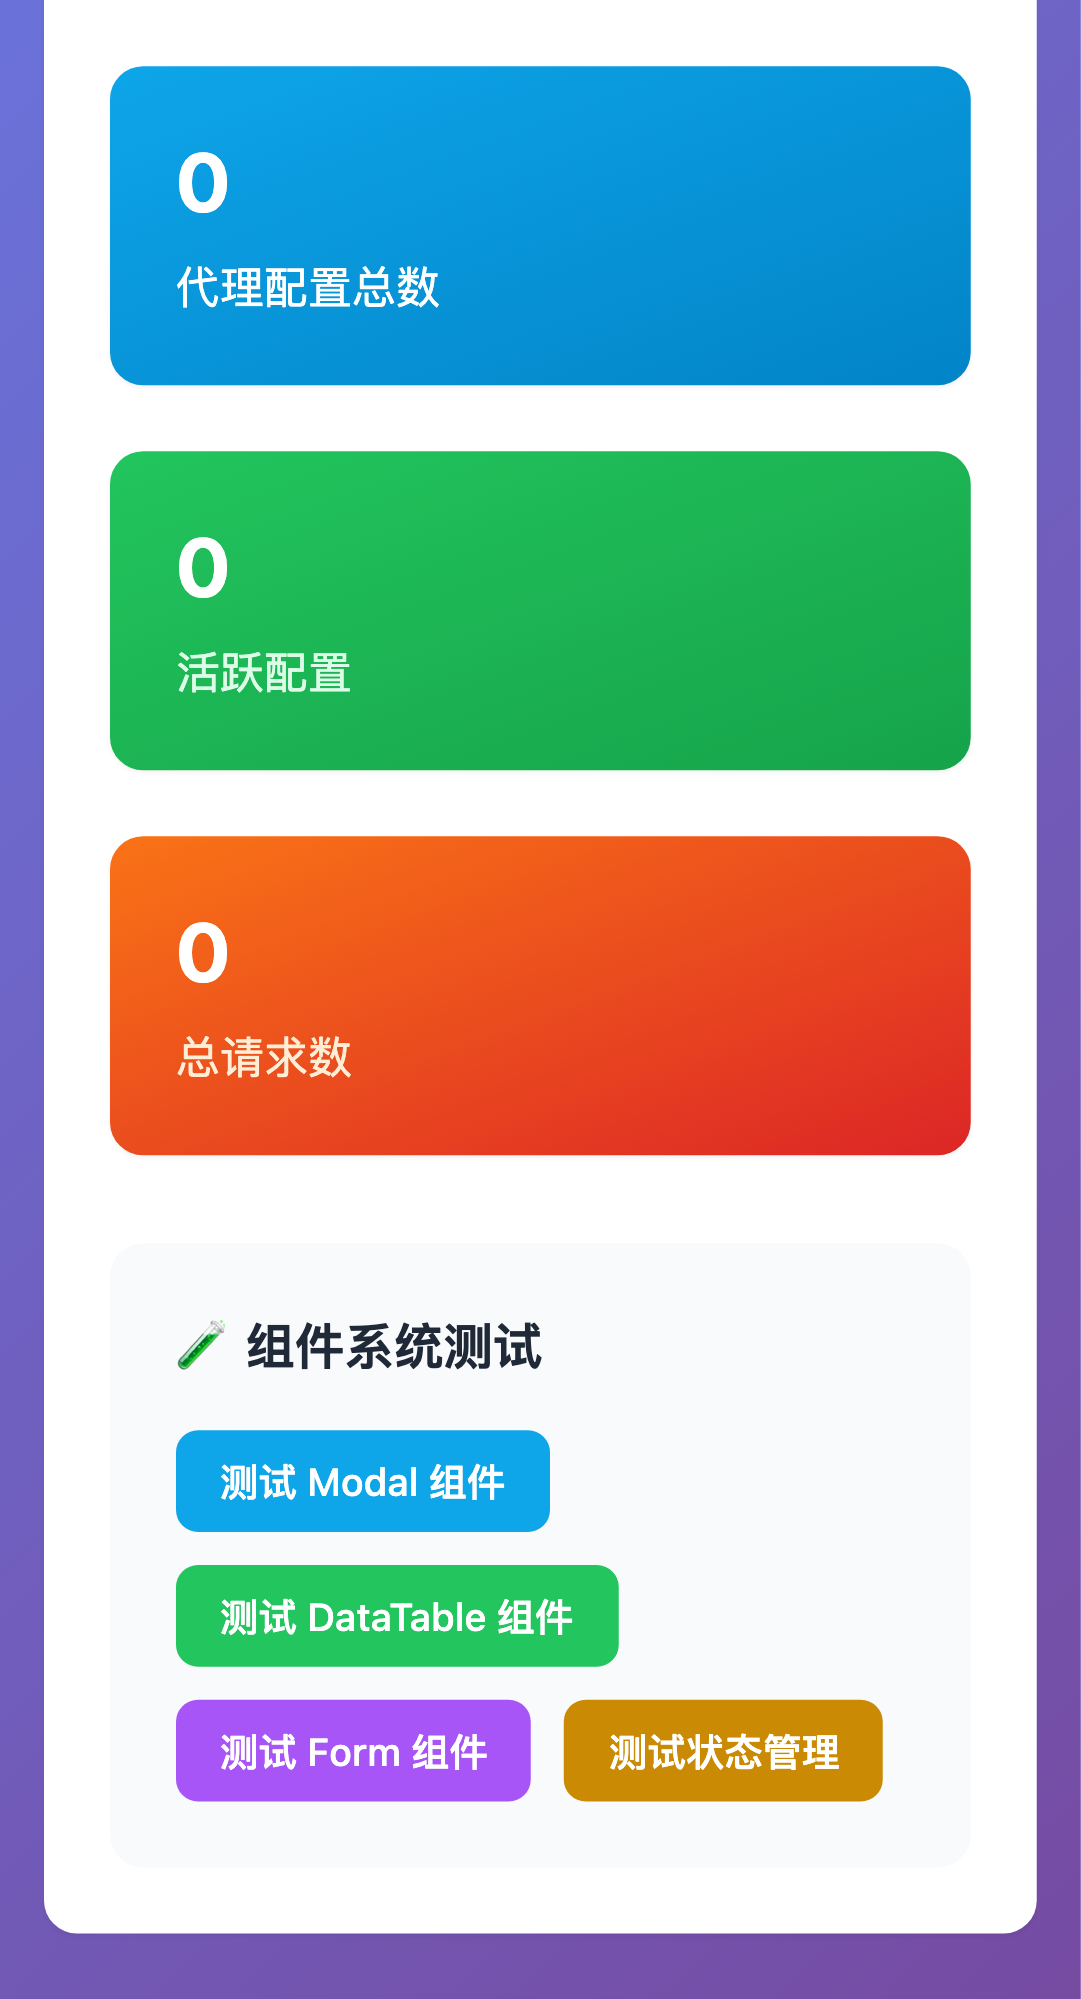 0
代理配置总数
0
活跃配置
0
总请求数
组件系统测试
测试 Modal 组件
测试 DataTable 组件
测试 Form 组件
测试状态管理